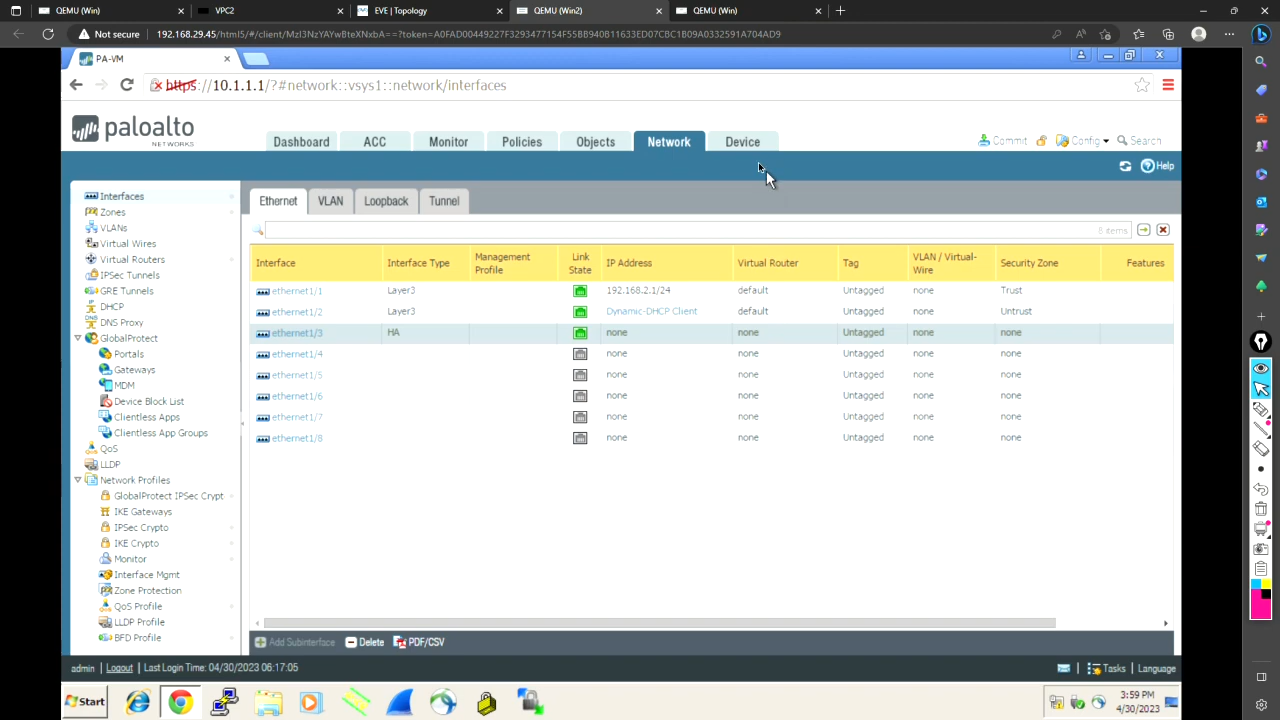 QEMU (Win)
VPC2
EVE | Topology
QEMU (Win2)
QEMU (Win)
Not secure
192.168.29.45/html5/#/client/MzI3NzYAYwBteXNxbA==?token=A0FAD00449227F3293477154F55BB940B11633ED07CBC1B09A0332591A704AD9
PA-VM
https://10.1.1.1/?#network::vsys1::network/interfaces
paloalto
NETWORKS
Dashboard
ACC
Monitor
Policies
Objects
Network
Device
Commit
Config
Search
Help
Interfaces
Zones
VLANs
Virtual Wires
Virtual Routers
IPSec Tunnels
GRE Tunnels
DHCP
DNS Proxy
GlobalProtect
Portals
Gateways
MDM
Device Block List
Clientless Apps
Clientless App Groups
QoS
LLDP
Network Profiles
GlobalProtect IPSec Crypt
IKE Gateways
IPSec Crypto
IKE Crypto
Monitor
Interface Mgmt
Zone Protection
QoS Profile
LLDP Profile
BFD Profile
Ethernet
VLAN
Loopback
Tunnel
8 items
Interface Interface Type Management Profile Link State IP Address Virtual Router Tag VLAN / Virtual-Wire Security Zone Features
ethernet1/1 Layer3 192.168.2.1/24 default Untagged none Trust
ethernet1/2 Layer3 Dynamic-DHCP Client default Untagged none Untrust
ethernet1/3 HA none none Untagged none none
ethernet1/4 none none Untagged none none
ethernet1/5 none none Untagged none none
ethernet1/6 none none Untagged none none
ethernet1/7 none none Untagged none none
ethernet1/8 none none Untagged none none
Add Subinterface
Delete
PDF/CSV
admin | Logout | Last Login Time: 04/30/2023 06:17:05
Tasks | Language
Start
3:59 PM
4/30/2023